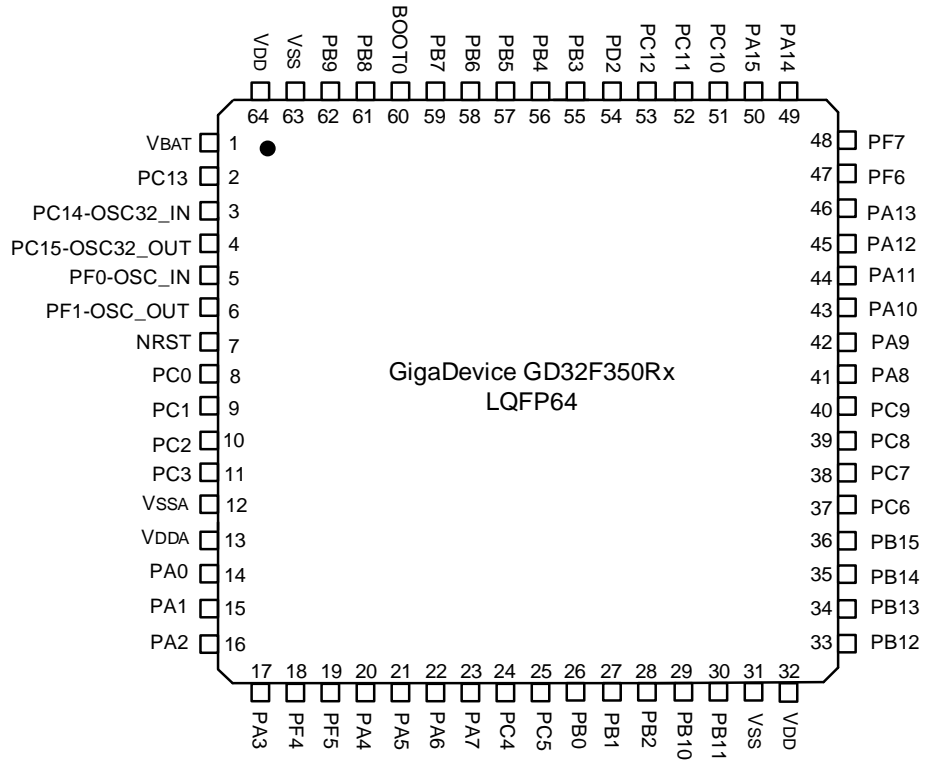 VDD
VSS
PB9
PB8
BOOT0
PB7
PB6
PB5
PB4
PB3
PD2
PC12
PC11
PC10
PA15
PA14
64 63 62 61 60 59 58 57 56 55 54 53 52 51 50 49
VBAT 1
PC13 2
PC14-OSC32_IN 3
PC15-OSC32_OUT 4
PF0-OSC_IN 5
PF1-OSC_OUT 6
NRST 7
PC0 8
PC1 9
PC2 10
PC3 11
VSSA 12
VDDA 13
PA0 14
PA1 15
PA2 16
GigaDevice GD32F350Rx
LQFP64
48 PF7
47 PF6
46 PA13
45 PA12
44 PA11
43 PA10
42 PA9
41 PA8
40 PC9
39 PC8
38 PC7
37 PC6
36 PB15
35 PB14
34 PB13
33 PB12
17 18 19 20 21 22 23 24 25 26 27 28 29 30 31 32
PA3
PF4
PF5
PA4
PA5
PA6
PA7
PC4
PC5
PB0
PB1
PB2
PB10
PB11
VSS
VDD